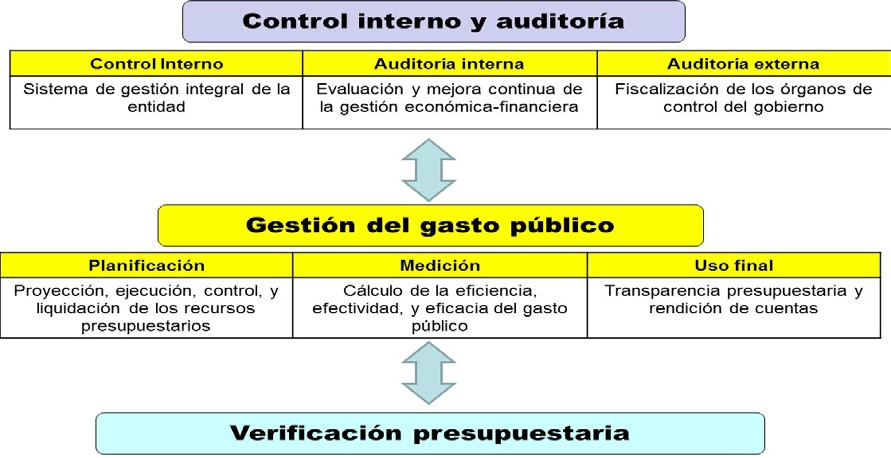 Control interno y auditoría
Control Interno
Auditoría interna
Auditoría externa
Sistema de gestión integral de la
entidad
Evaluación y mejora continua de
la gestión económica-financiera
Fiscalización de los órganos de
control del gobierno
Gestión del gasto público
Planificación
Medición
Uso final
Proyección, ejecución, control, y
liquidación de los recursos
presupuestarios
Cálculo de la eficiencia,
efectividad, y eficacia del gasto
público
Transparencia presupuestaria y
rendición de cuentas
Verificación presupuestaria